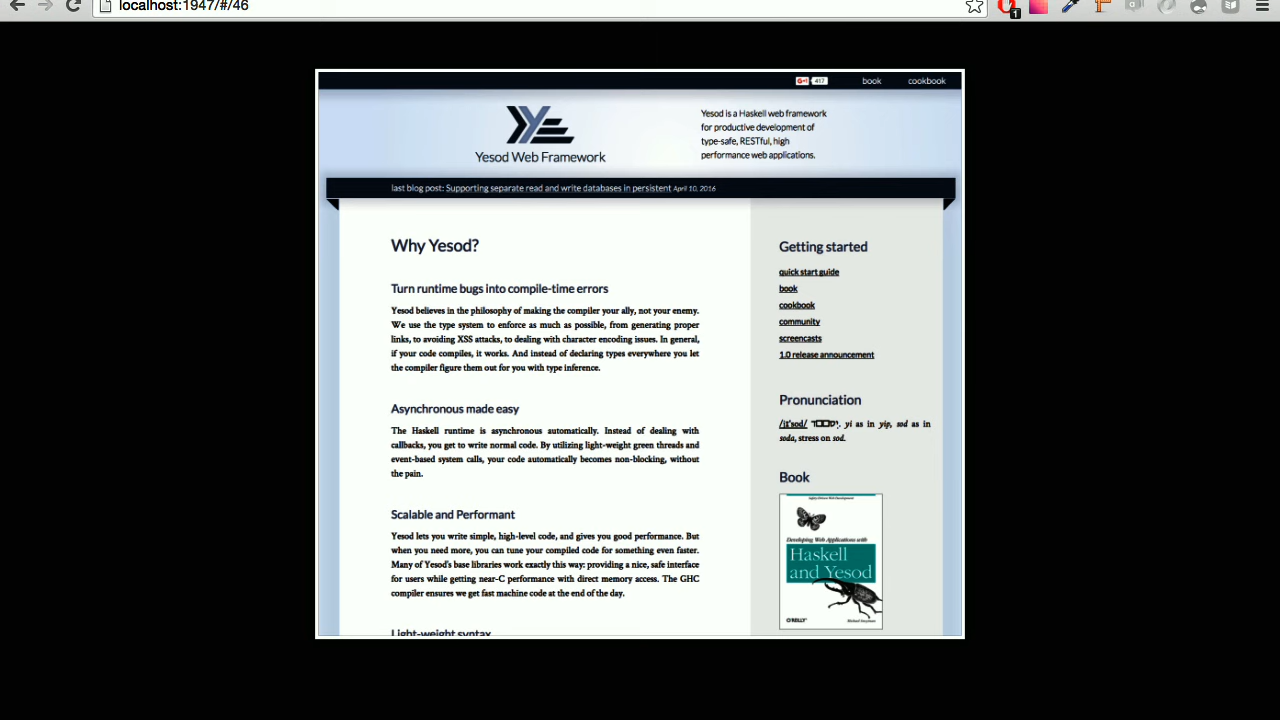 localhost:1947/#/46
1
G+1 417 book cookbook
Yesod Web Framework
Yesod is a Haskell web framework
for productive development of
type-safe, RESTful, high
performance web applications.
last blog post: Supporting separate read and write databases in persistent April 10, 2016
Why Yesod?
Turn runtime bugs into compile-time errors
Yesod believes in the philosophy of making the compiler your ally, not your enemy.
We use the type system to enforce as much as possible, from generating proper
links, to avoiding XSS attacks, to dealing with character encoding issues. In general,
if your code compiles, it works. And instead of declaring types everywhere you let
the compiler figure them out for you with type inference.
Asynchronous made easy
The Haskell runtime is asynchronous automatically. Instead of dealing with
callbacks, you get to write normal code. By utilizing light-weight green threads and
event-based system calls, your code automatically becomes non-blocking, without
the pain.
Scalable and Performant
Yesod lets you write simple, high-level code, and gives you good performance. But
when you need more, you can tune your compiled code for something even faster.
Many of Yesod's base libraries work exactly this way: providing a nice, safe interface
for users while getting near-C performance with direct memory access. The GHC
compiler ensures we get fast machine code at the end of the day.
Light-weight syntax
Getting started
quick start guide
book
cookbook
community
screencasts
1.0 release announcement
Pronunciation
yi as in yip, sod as in
soda, stress on sod.
Book
Developing Web Applications with
Haskell
and Yesod
O'REILLY
Michael Snoyman